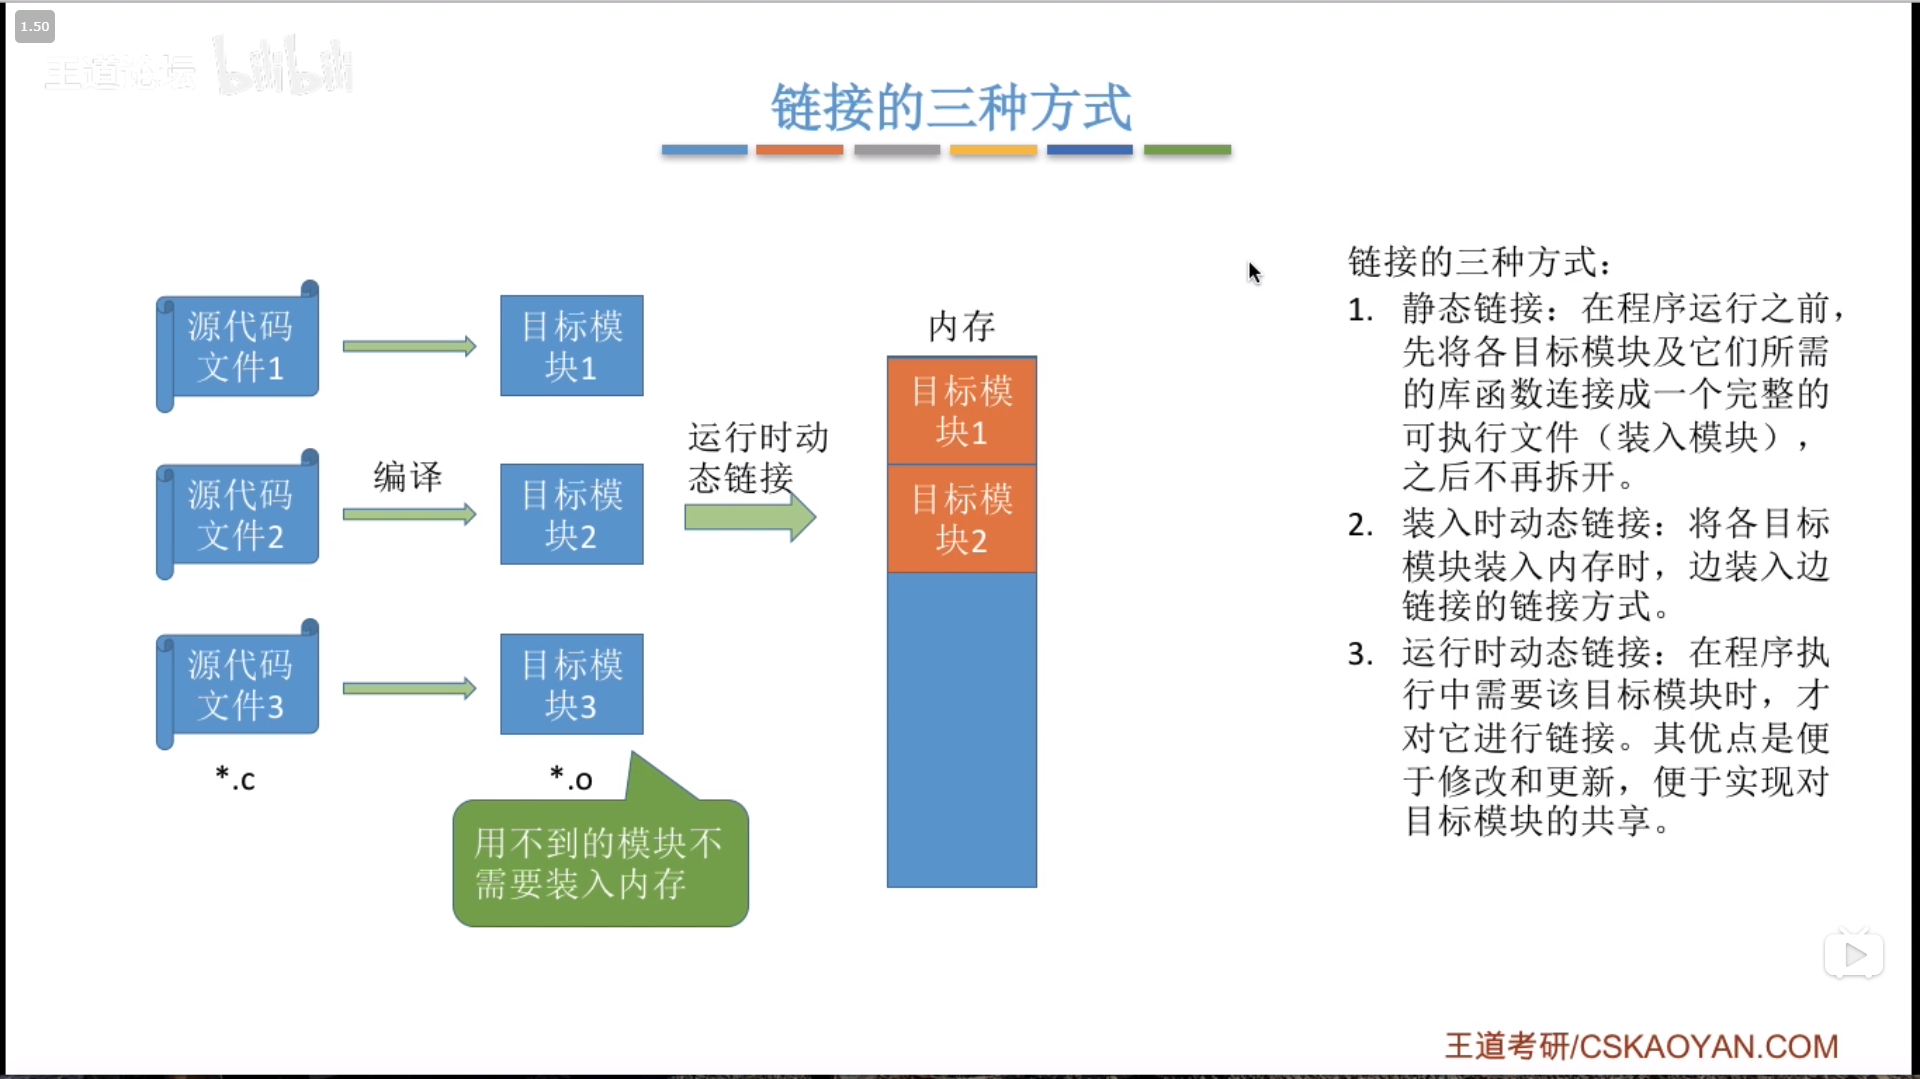 1.50
王道论坛 bilibili
链接的三种方式
源代码
文件1
目标模
块1
源代码
文件2
编译
目标模
块2
源代码
文件3
目标模
块3
*.c
*.o
用不到的模块不
需要装入内存
运行时动
态链接
内存
目标模
块1
目标模
块2
链接的三种方式：
1. 静态链接：在程序运行之前，
先将各目标模块及它们所需
的库函数连接成一个完整的
可执行文件（装入模块），
之后不再拆开。
2. 装入时动态链接：将各目标
模块装入内存时，边装入边
链接的链接方式。
3. 运行时动态链接：在程序执
行中需要该目标模块时，才
对它进行链接。其优点是便
于修改和更新，便于实现对
目标模块的共享。
王道考研/CSKAOYAN.COM